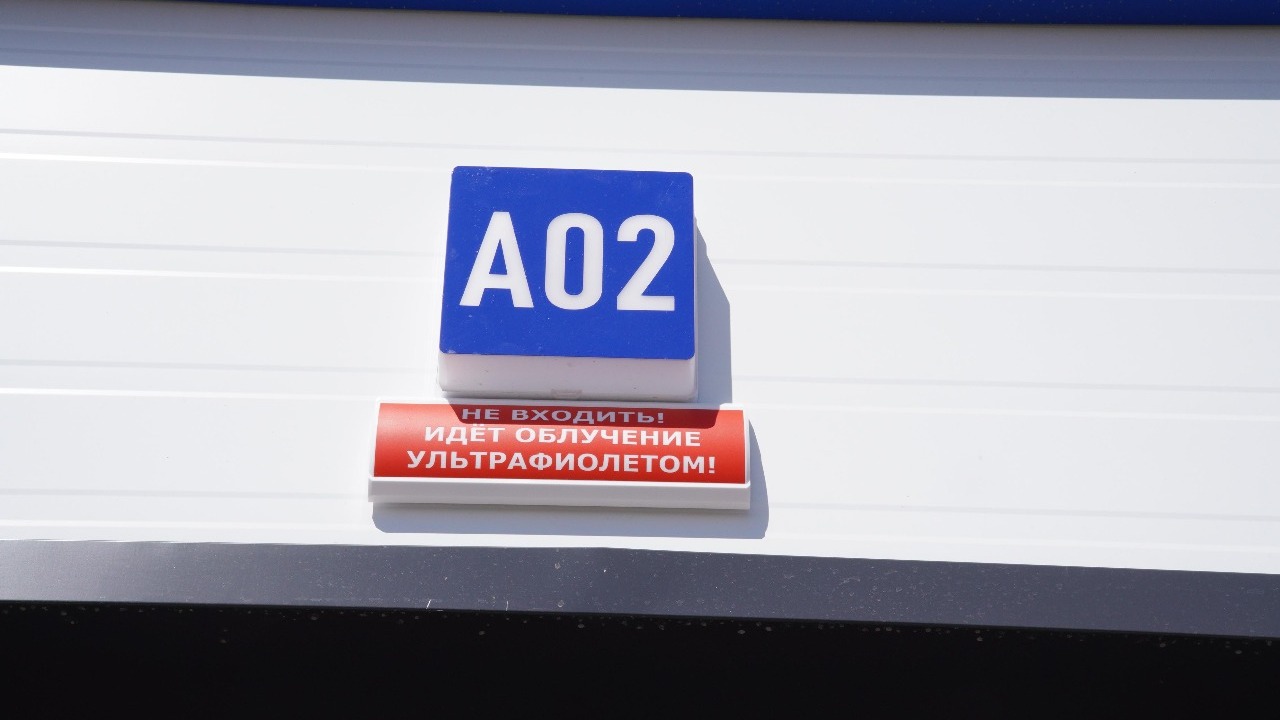 A02
НЕ ВХОДИТЬ!
ИДЁТ ОБЛУЧЕНИЕ
УЛЬТРАФИОЛЕТОМ!